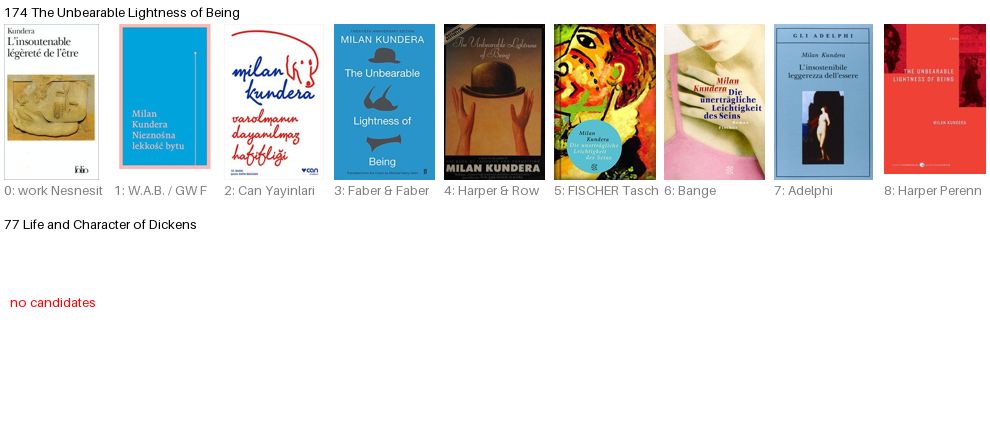 174 The Unbearable Lightness of Being
Kundera
L'insoutenable
légèreté de l'être
folio
Milan
Kundera
Nieznośna
lekkość bytu
milan
kundera
varolmanın
dayanılmaz
hafifliği
can
MILAN KUNDERA
The Unbearable
Lightness of
Being
The Unbearable Lightness
of Being
MILAN KUNDERA
Milan
Kundera
Die unerträgliche
Leichtigkeit
des Seins
Milan
Kundera
Die
unerträgliche
Leichtigkeit
des Seins
Roman
Fischer
GLI ADELPHI
Milan Kundera
L'insostenibile
leggerezza dell'essere
THE UNBEARABLE
LIGHTNESS OF BEING
MILAN KUNDERA
0: work Nesnesit
1: W.A.B. / GW F
2: Can Yayinlari
3: Faber & Faber
4: Harper & Row
5: FISCHER Tasch
6: Bange
7: Adelphi
8: Harper Perenn
77 Life and Character of Dickens
no candidates